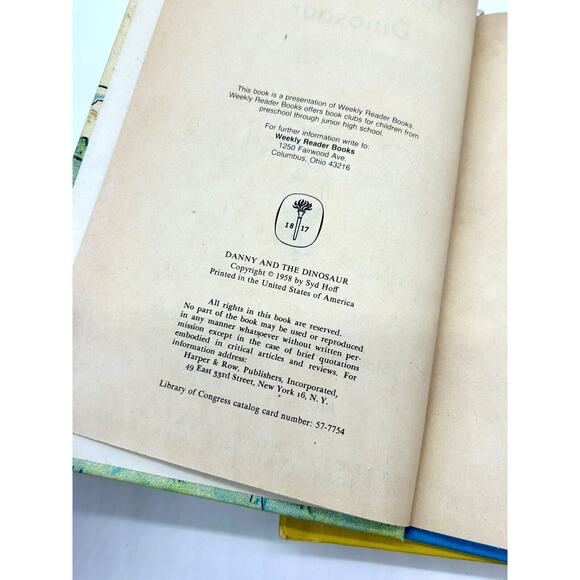 Dinosaur
This book is a presentation of Weekly Reader Books.
Weekly Reader Books offers book clubs for children from
preschool through junior high school.
For further information write to:
Weekly Reader Books
1250 Fairwood Ave.
Columbus, Ohio 43216
18 17
DANNY AND THE DINOSAUR
Copyright © 1958 by Syd Hoff
Printed in the United States of America
All rights in this book are reserved.
No part of the book may be used or reproduced
in any manner whatsoever without written per-
mission except in the case of brief quotations
embodied in critical articles and reviews. For
information address:
Harper & Row, Publishers, Incorporated,
49 East 33rd Street, New York 16, N. Y.
Library of Congress catalog card number: 57-7754